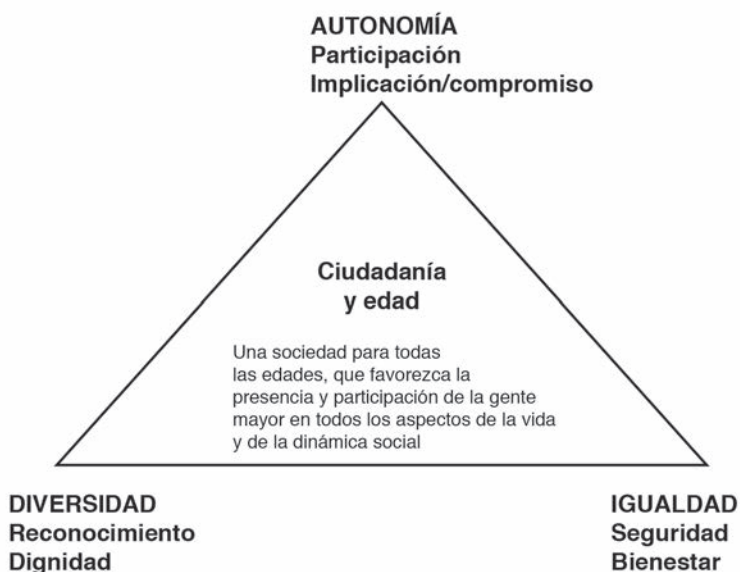 AUTONOMÍA
Participación
Implicación/compromiso
Ciudadanía
y edad
Una sociedad para todas
las edades, que favorezca la
presencia y participación de la gente
mayor en todos los aspectos de la vida
y de la dinámica social
DIVERSIDAD
Reconocimiento
Dignidad
IGUALDAD
Seguridad
Bienestar